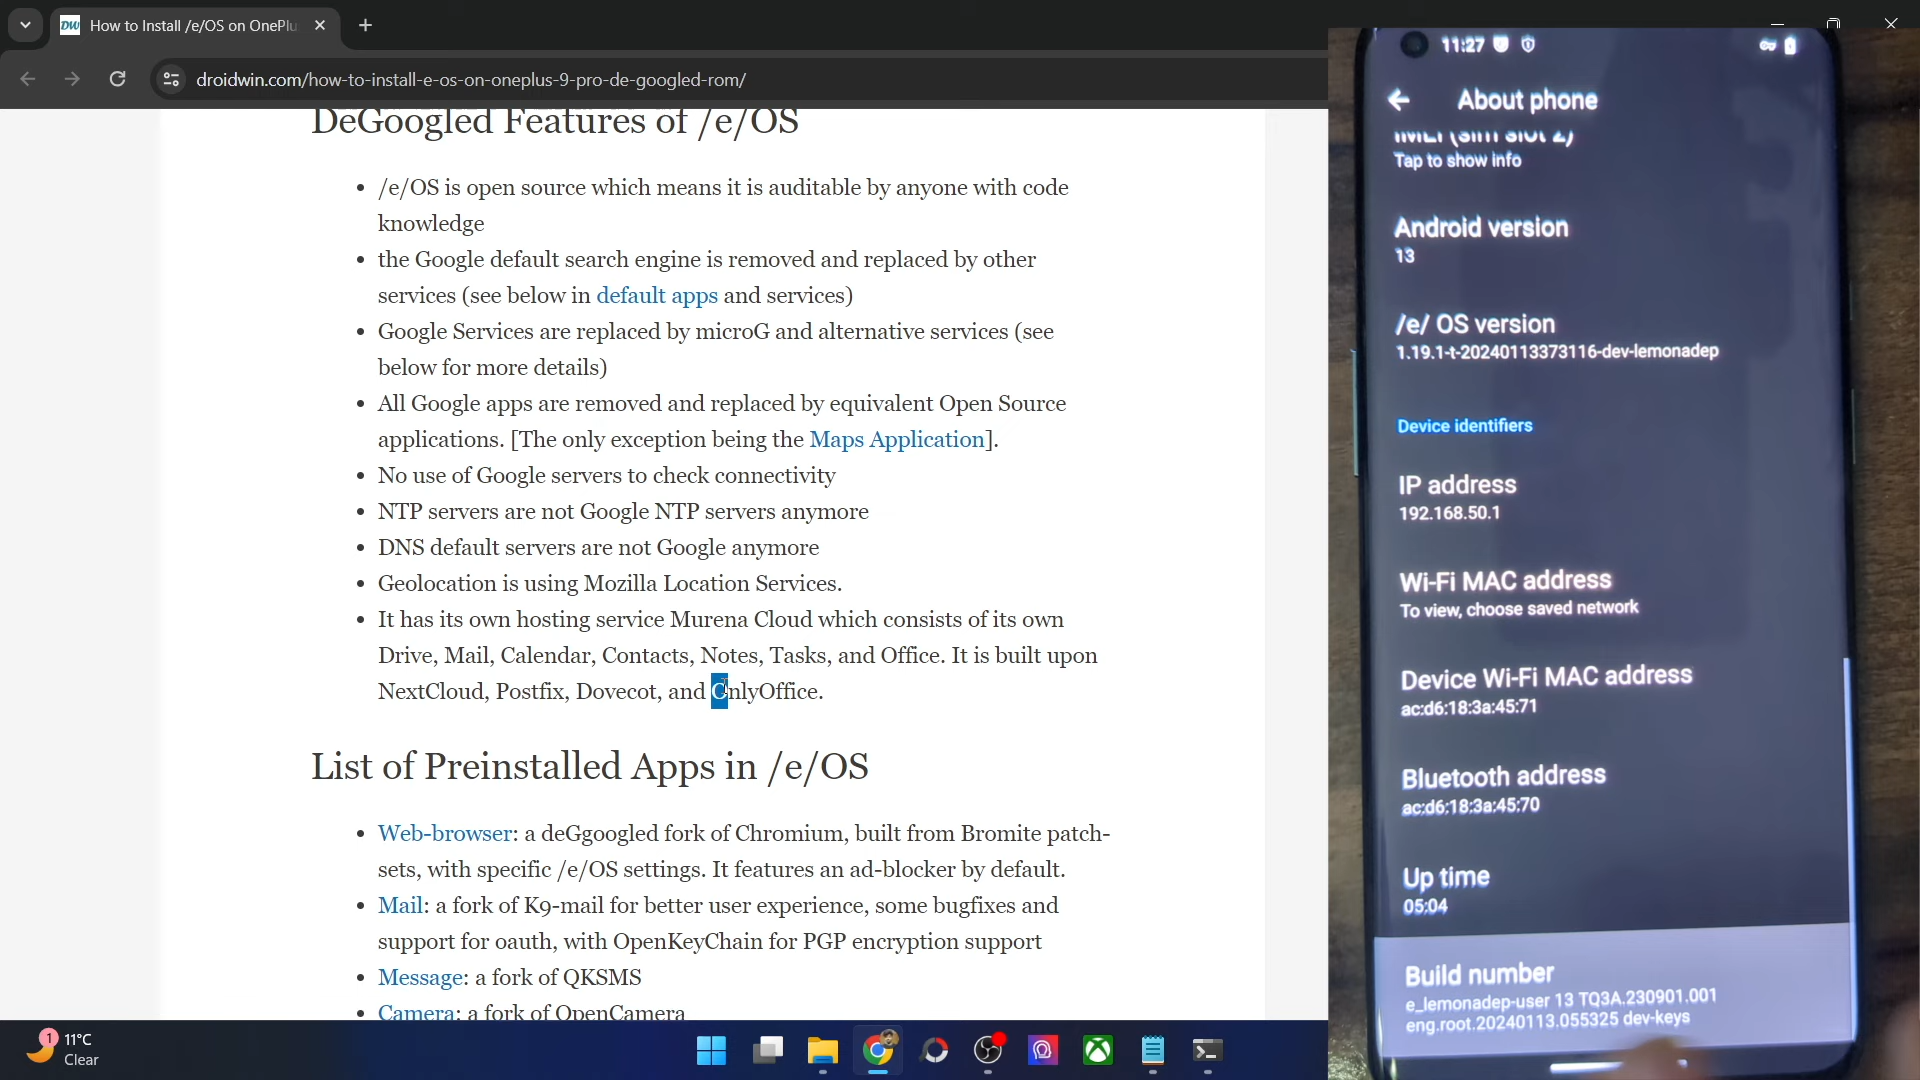 How to Install /e/OS on OnePlu
droidwin.com/how-to-install-e-os-on-oneplus-9-pro-de-googled-rom/
DeGoogled Features of /e/OS
• /e/OS is open source which means it is auditable by anyone with code
knowledge
• the Google default search engine is removed and replaced by other
services (see below in default apps and services)
• Google Services are replaced by microG and alternative services (see
below for more details)
• All Google apps are removed and replaced by equivalent Open Source
applications. [The only exception being the Maps Application].
• No use of Google servers to check connectivity
• NTP servers are not Google NTP servers anymore
• DNS default servers are not Google anymore
• Geolocation is using Mozilla Location Services.
• It has its own hosting service Murena Cloud which consists of its own
Drive, Mail, Calendar, Contacts, Notes, Tasks, and Office. It is built upon
NextCloud, Postfix, Dovecot, and OnlyOffice.
List of Preinstalled Apps in /e/OS
• Web-browser: a deGgoogled fork of Chromium, built from Bromite patch-
sets, with specific /e/OS settings. It features an ad-blocker by default.
• Mail: a fork of K9-mail for better user experience, some bugfixes and
support for oauth, with OpenKeyChain for PGP encryption support
• Message: a fork of QKSMS
• Camera: a fork of OpenCamera
1
11°C
Clear
11:27
About phone
IMEI (sim slot 2)
Tap to show info
Android version
13
/e/ OS version
1.19.1-t-20240113373116-dev-lemonadep
Device identifiers
IP address
192.168.50.1
Wi-Fi MAC address
To view, choose saved network
Device Wi-Fi MAC address
ac:d6:18:3a:45:71
Bluetooth address
ac:d6:18:3a:45:70
Up time
05:04
Build number
e_lemonadep-user 13 TQ3A.230901.001
eng.root.20240113.055325 dev-keys